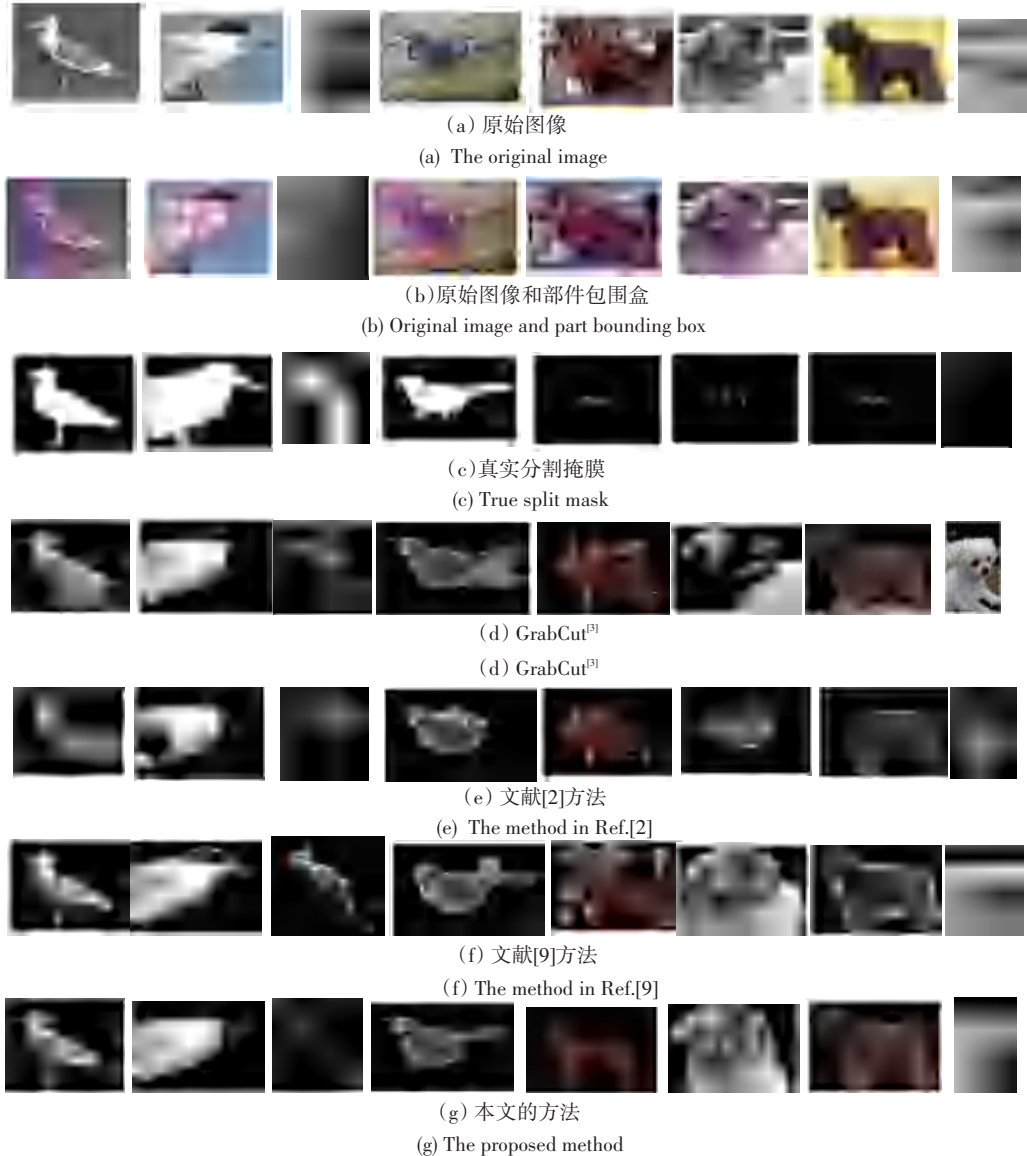 (a) 原始图像
(a) The original image
(b)原始图像和部件包围盒
(b) Original image and part bounding box
(c)真实分割掩膜
(c) True split mask
(d) GrabCut[3]
(d) GrabCut[3]
(e) 文献[2]方法
(e) The method in Ref.[2]
(f) 文献[9]方法
(f) The method in Ref.[9]
(g) 本文的方法
(g) The proposed method